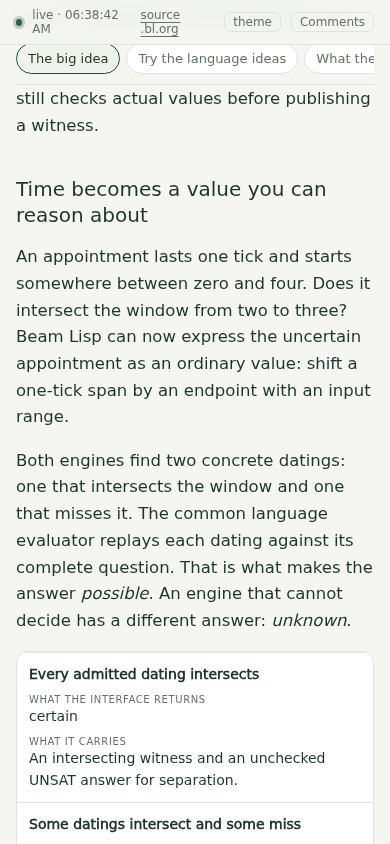 live · 06:38:42
AM
source
.bl.org
theme
Comments
The big idea
Try the language ideas
What the
still checks actual values before publishing
a witness.
Time becomes a value you can
reason about
An appointment lasts one tick and starts
somewhere between zero and four. Does it
intersect the window from two to three?
Beam Lisp can now express the uncertain
appointment as an ordinary value: shift a
one-tick span by an endpoint with an input
range.
Both engines find two concrete datings:
one that intersects the window and one
that misses it. The common language
evaluator replays each dating against its
complete question. That is what makes the
answer possible. An engine that cannot
decide has a different answer: unknown.
Every admitted dating intersects
WHAT THE INTERFACE RETURNS
certain
WHAT IT CARRIES
An intersecting witness and an unchecked
UNSAT answer for separation.
Some datings intersect and some miss